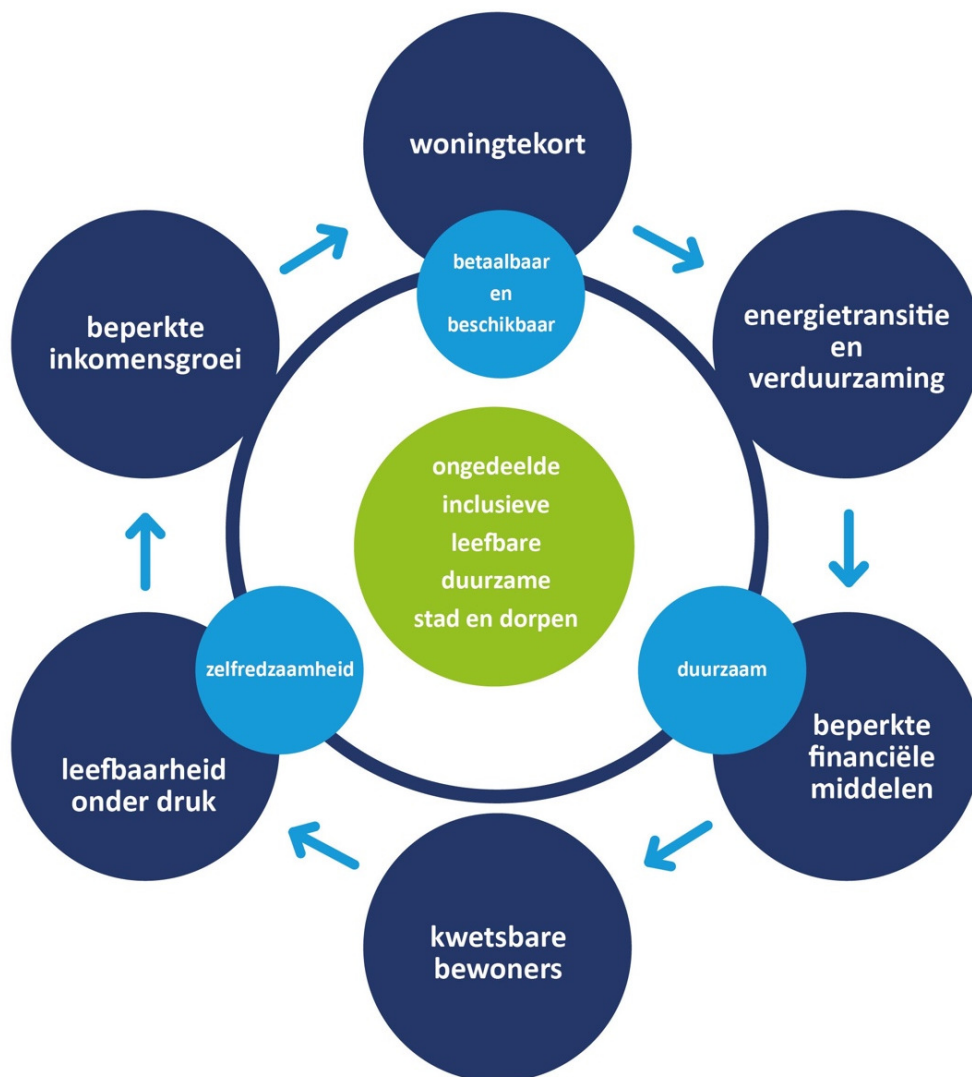 woningtekort
betaalbaar
en
beschikbaar
energietransitie
en
verduurzaming
beperkte
financiële
middelen
duurzaam
kwetsbare
bewoners
leefbaarheid
onder druk
zelfredzaamheid
beperkte
inkomensgroei
ongedeelde
inclusieve
leefbare
duurzame
stad en dorpen